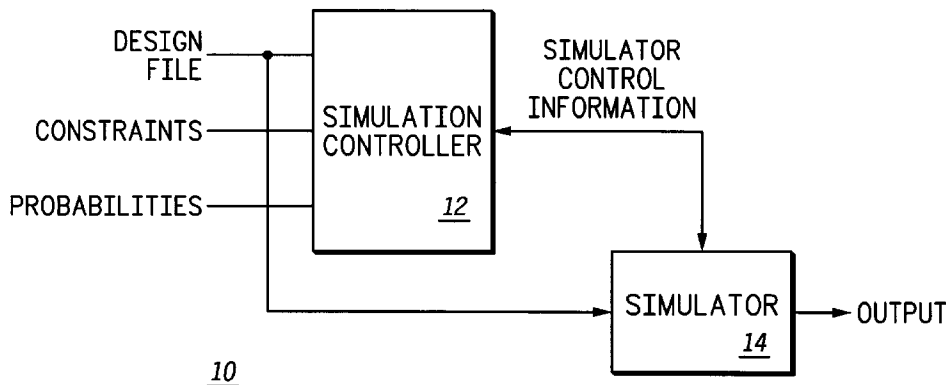 DESIGN
FILE
CONSTRAINTS
PROBABILITIES
SIMULATION
CONTROLLER
12
SIMULATOR
CONTROL
INFORMATION
SIMULATOR
14
OUTPUT
10